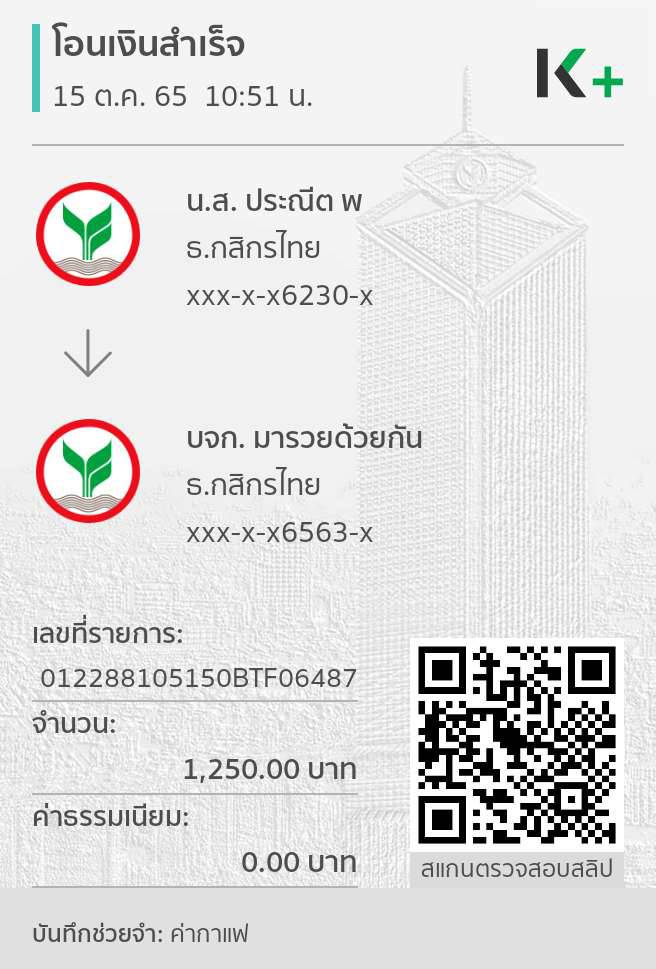 โอนเงินสำเร็จ
15 ต.ค. 65 10:51 น.
K+
น.ส. ประณีต พ
ธ.กสิกรไทย
xxx-x-x6230-x
บจก. มารวยด้วยกัน
ธ.กสิกรไทย
xxx-x-x6563-x
เลขที่รายการ:
012288105150BTF06487
จำนวน:
1,250.00 บาท
ค่าธรรมเนียม:
0.00 บาท
สแกนตรวจสอบสลิป
บันทึกช่วยจำ: ค่ากาแฟ